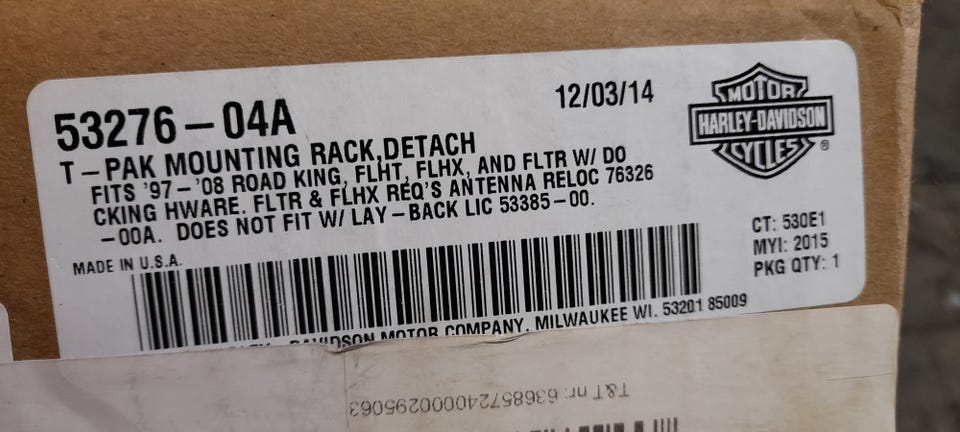 53276-04A
12/03/14
T-PAK MOUNTING RACK,DETACH
FITS '97-'08 ROAD KING, FLHT, FLHX, AND FLTR W/ DO
CKING HWARE. FLTR & FLHX REQ'S ANTENNA RELOC 76326
-00A. DOES NOT FIT W/ LAY-BACK LIC 53385-00.
MADE IN U.S.A.
MOTOR
HARLEY-DAVIDSON
CYCLES
®
CT: 530E1
MYI: 2015
PKG QTY: 1
DAVIDSON MOTOR COMPANY, MILWAUKEE WI. 53201 85009
T&T nr: 6368572400000295063